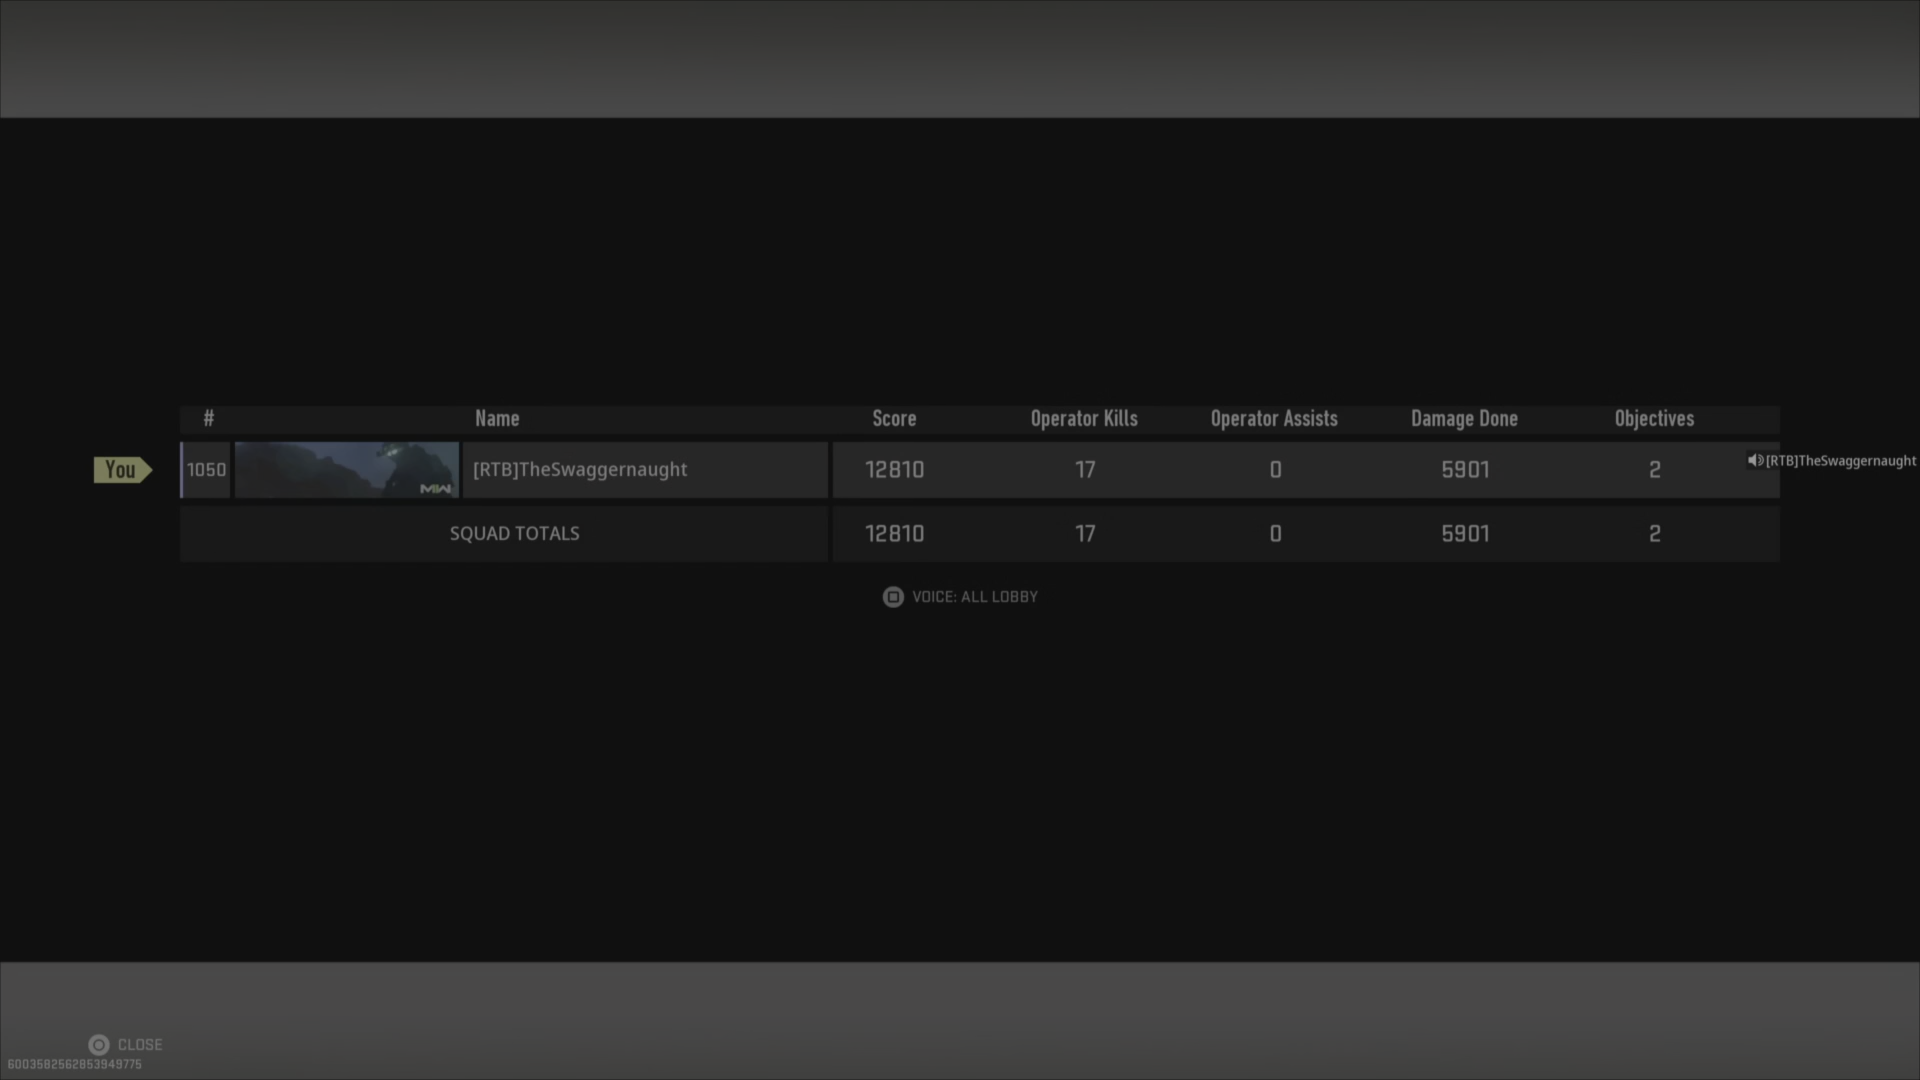 # Name Score Operator Kills Operator Assists Damage Done Objectives
You 1050 MW [RTB]TheSwaggernaught 12810 17 0 5901 2 [RTB]TheSwaggernaught
SQUAD TOTALS 12810 17 0 5901 2
VOICE: ALL LOBBY
CLOSE
6003582562853949775